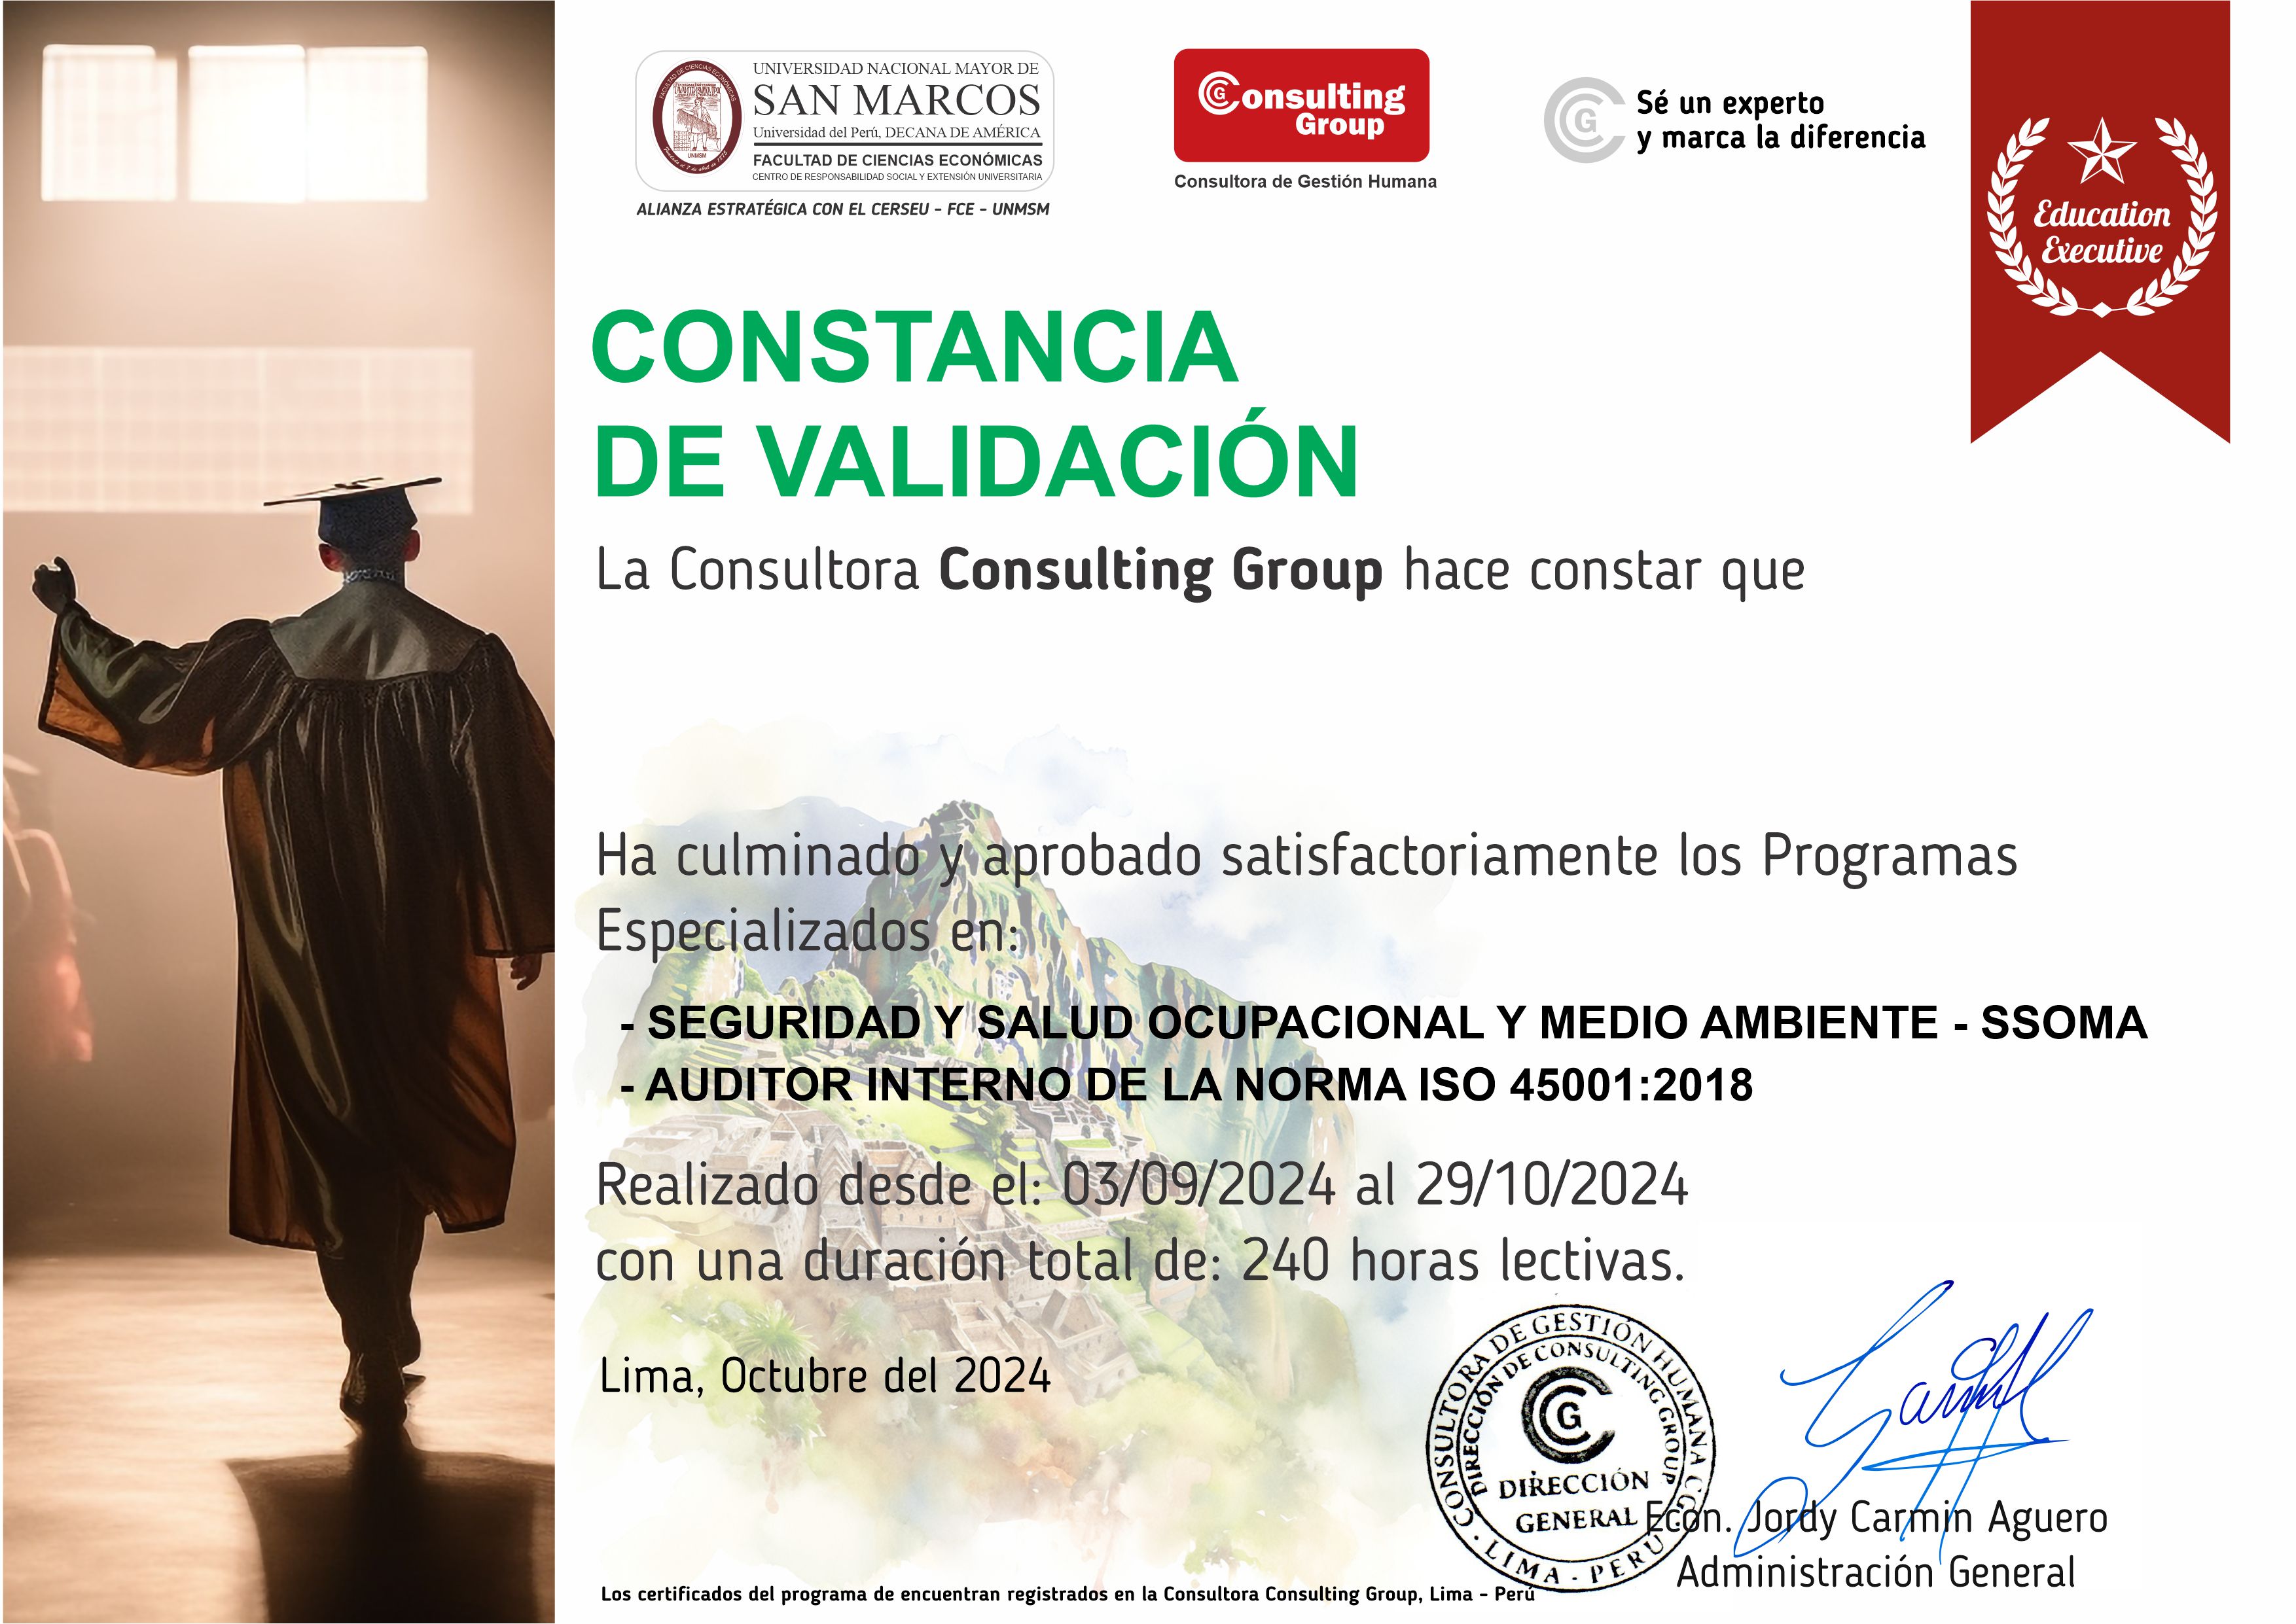 UNIVERSIDAD NACIONAL MAYOR DE
SAN MARCOS
Universidad del Perú, DECANA DE AMÉRICA
FACULTAD DE CIENCIAS ECONÓMICAS
CENTRO DE RESPONSABILIDAD SOCIAL Y EXTENSIÓN UNIVERSITARIA
FACULTAD DE CIENCIAS ECONÓMICAS
UNMSM
ALIANZA ESTRATÉGICA CON EL CERSEU - FCE - UNMSM
Consulting
Group
Consultora de Gestión Humana
Sé un experto
y marca la diferencia
Education
Executive
CONSTANCIA
DE VALIDACIÓN
La Consultora Consulting Group hace constar que
Ha culminado y aprobado satisfactoriamente los Programas
Especializados en:
- SEGURIDAD Y SALUD OCUPACIONAL Y MEDIO AMBIENTE - SSOMA
- AUDITOR INTERNO DE LA NORMA ISO 45001:2018
Realizado desde el: 03/09/2024 al 29/10/2024
con una duración total de: 240 horas lectivas.
Lima, Octubre del 2024
CONSULTORA DE GESTIÓN HUMANA CG
DIRECCIÓN DE CONSULTING GROUP
CG
DIRECCIÓN
GENERAL
· LIMA - PERÚ ·
Econ. Jordy Carmin Aguero
Administración General
Los certificados del programa de encuentran registrados en la Consultora Consulting Group, Lima - Perú